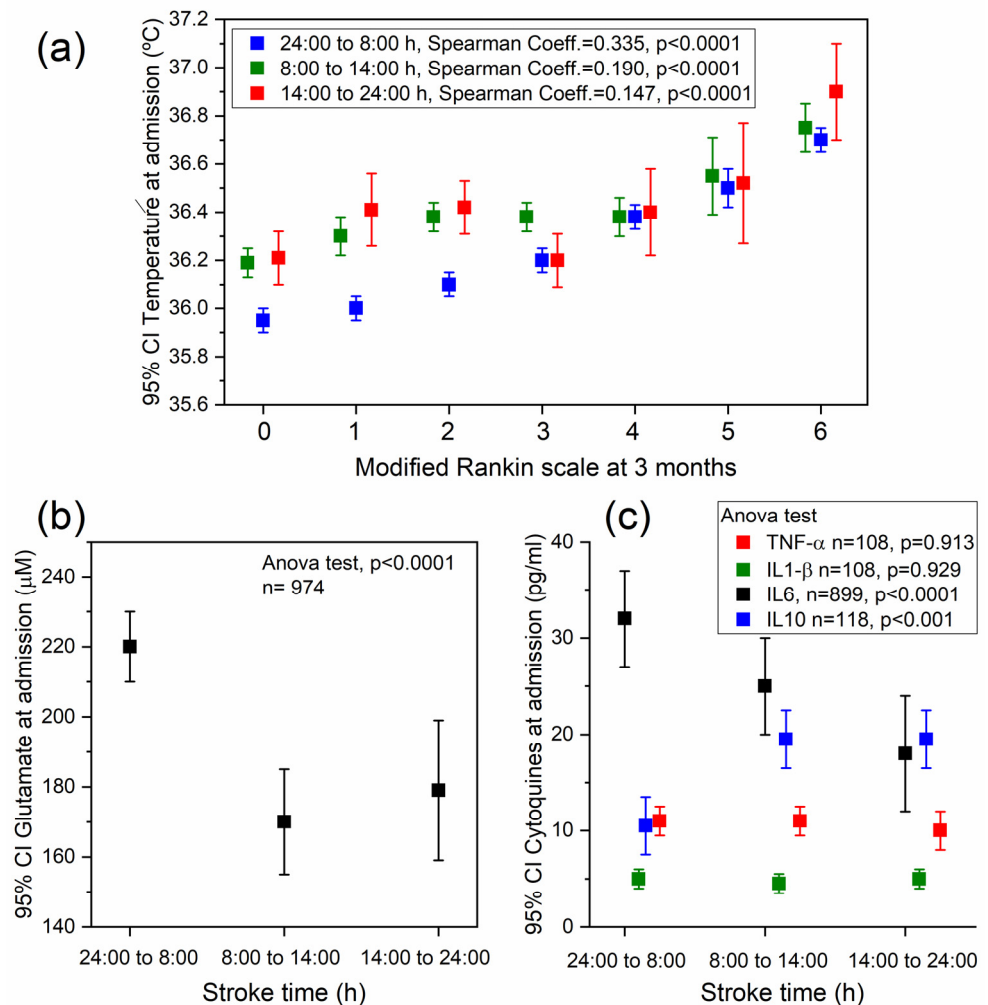 (a)
24:00 to 8:00 h, Spearman Coeff.=0.335, p<0.0001
8:00 to 14:00 h, Spearman Coeff.=0.190, p<0.0001
14:00 to 24:00 h, Spearman Coeff.=0.147, p<0.0001
95% CI Temperature at admission (ºC)
37.2
37.0
36.8
36.6
36.4
36.2
36.0
35.8
35.6
0 1 2 3 4 5 6
Modified Rankin scale at 3 months
(b)
Anova test, p<0.0001
n= 974
95% CI Glutamate at admission (μM)
240
220
200
180
160
140
24:00 to 8:00 8:00 to 14:00 14:00 to 24:00
Stroke time (h)
(c)
Anova test
TNF-α n=108, p=0.913
IL1-β n=108, p=0.929
IL6, n=899, p<0.0001
IL10 n=118, p<0.001
95% CI Cytoquines at admission (pg/ml)
40
30
20
10
0
24:00 to 8:00 8:00 to 14:00 14:00 to 24:00
Stroke time (h)